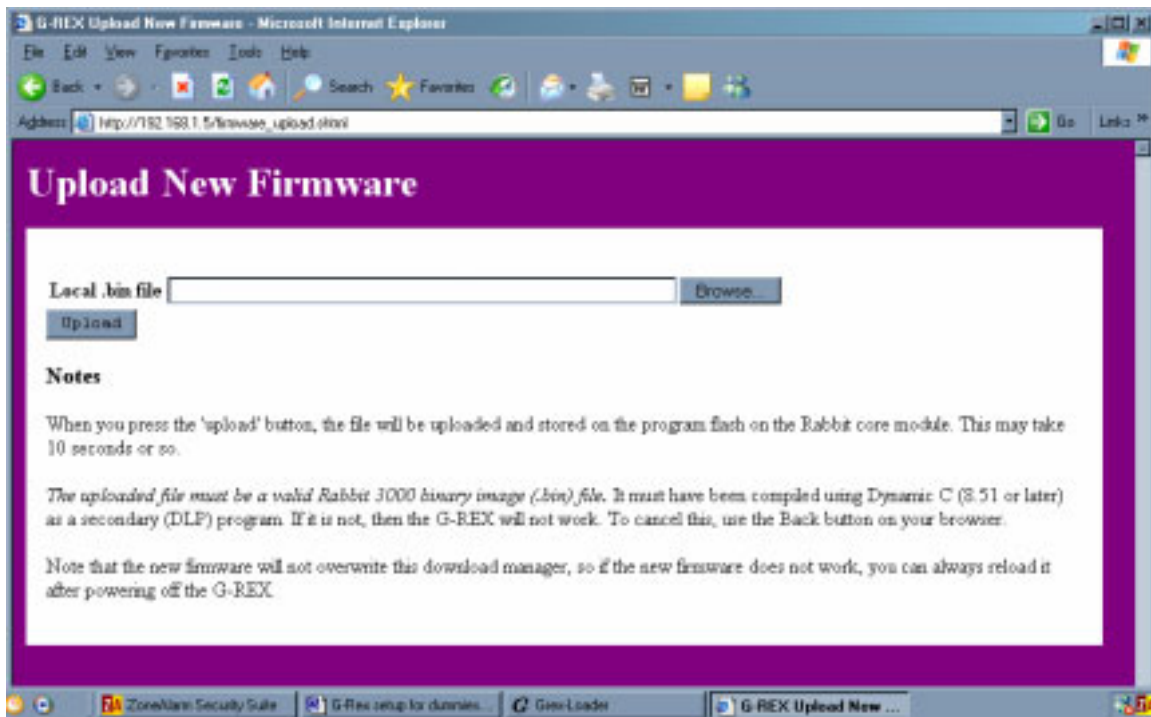 G-REX Upload New Firmware - Microsoft Internet Explorer
File Edit View Favorites Tools Help
Back Search Favorites
Address http://192.168.1.5/firmware_upload.shtml Go Links »
Upload New Firmware
Local .bin file Browse...
Upload
Notes
When you press the 'upload' button, the file will be uploaded and stored on the program flash on the Rabbit core module. This may take
10 seconds or so.
The uploaded file must be a valid Rabbit 3000 binary image (.bin) file. It must have been compiled using Dynamic C (8.51 or later)
as a secondary (DLP) program. If it is not, then the G-REX will not work. To cancel this, use the Back button on your browser.
Note that the new firmware will not overwrite this download manager, so if the new firmware does not work, you can always reload it
after powering off the G-REX.
ZoneAlarm Security Suite G-Rex setup for dummies... Grex-Loader G-REX Upload New ...